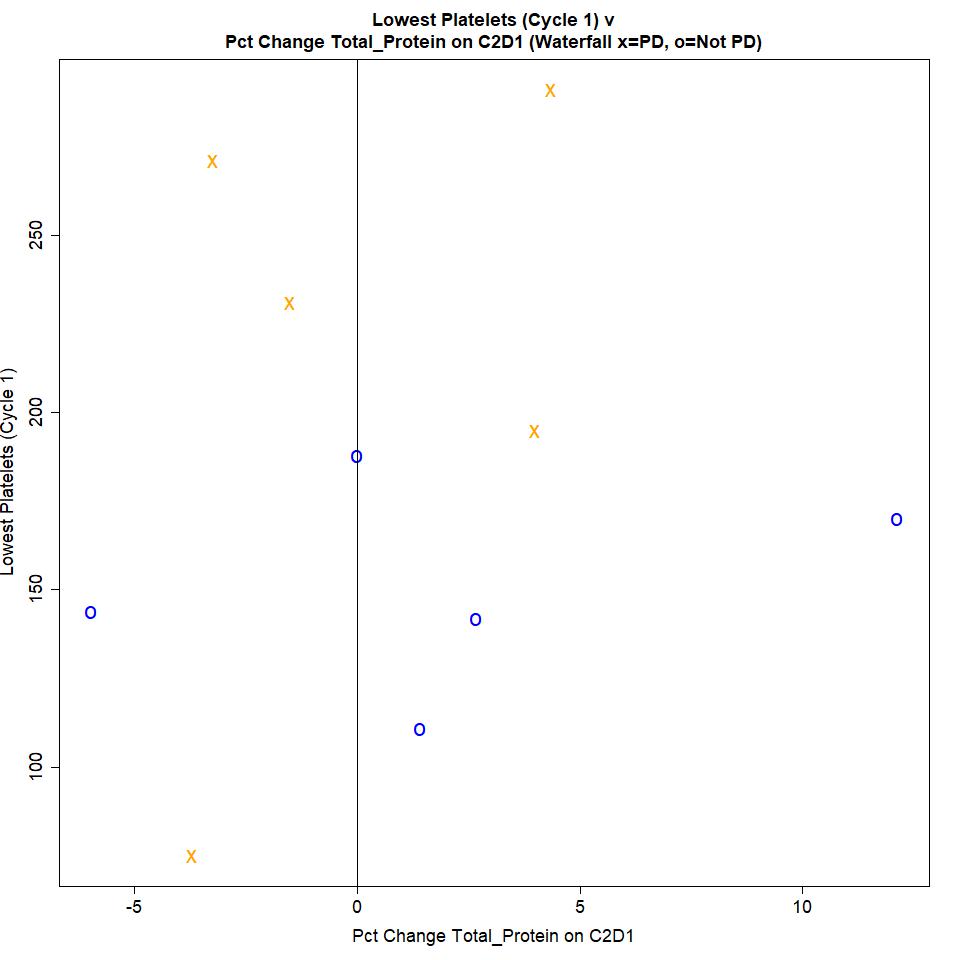 Lowest Platelets (Cycle 1) v
Pct Change Total_Protein on C2D1 (Waterfall x=PD, o=Not PD)
Lowest Platelets (Cycle 1)
250
200
150
100
X
X
X
X
O
O
O
O
O
X
-5
0
5
10
Pct Change Total_Protein on C2D1